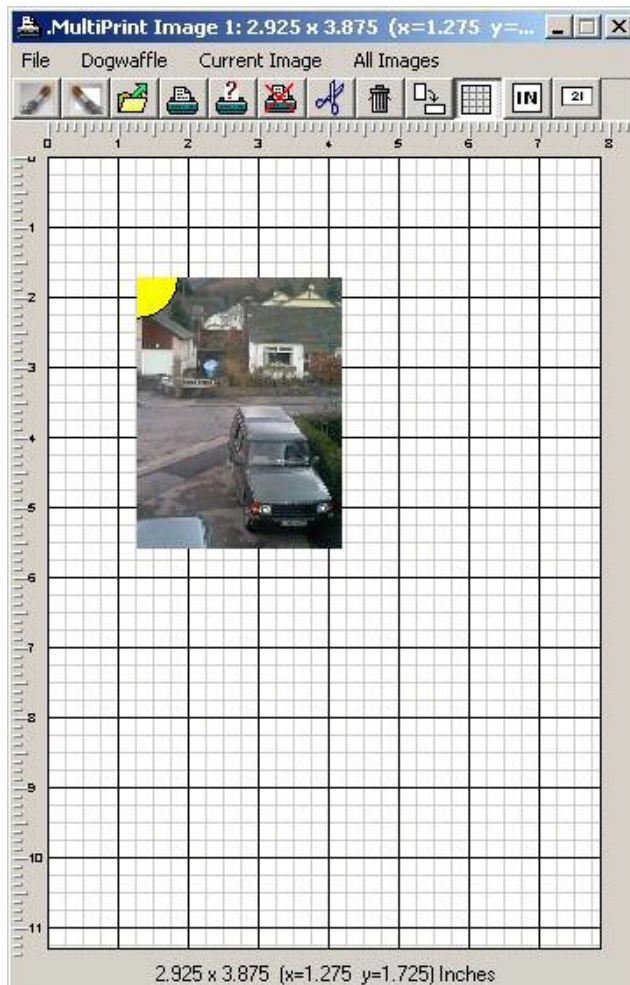 .MultiPrint Image 1: 2.925 x 3.875 (x=1.275 y=...
File Dogwaffle Current Image All Images
? IN 21
0 1 2 3 4 5 6 7 8
0
1
2
3
4
5
6
7
8
9
10
11
2.925 x 3.875 (x=1.275 y=1.725) Inches